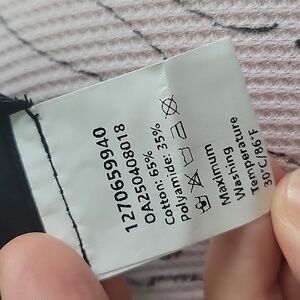 1270659940
OA250408018
Cotton: 65%
Polyamide: 35%
Maximum
Washing
Temperature
30°C/86°F